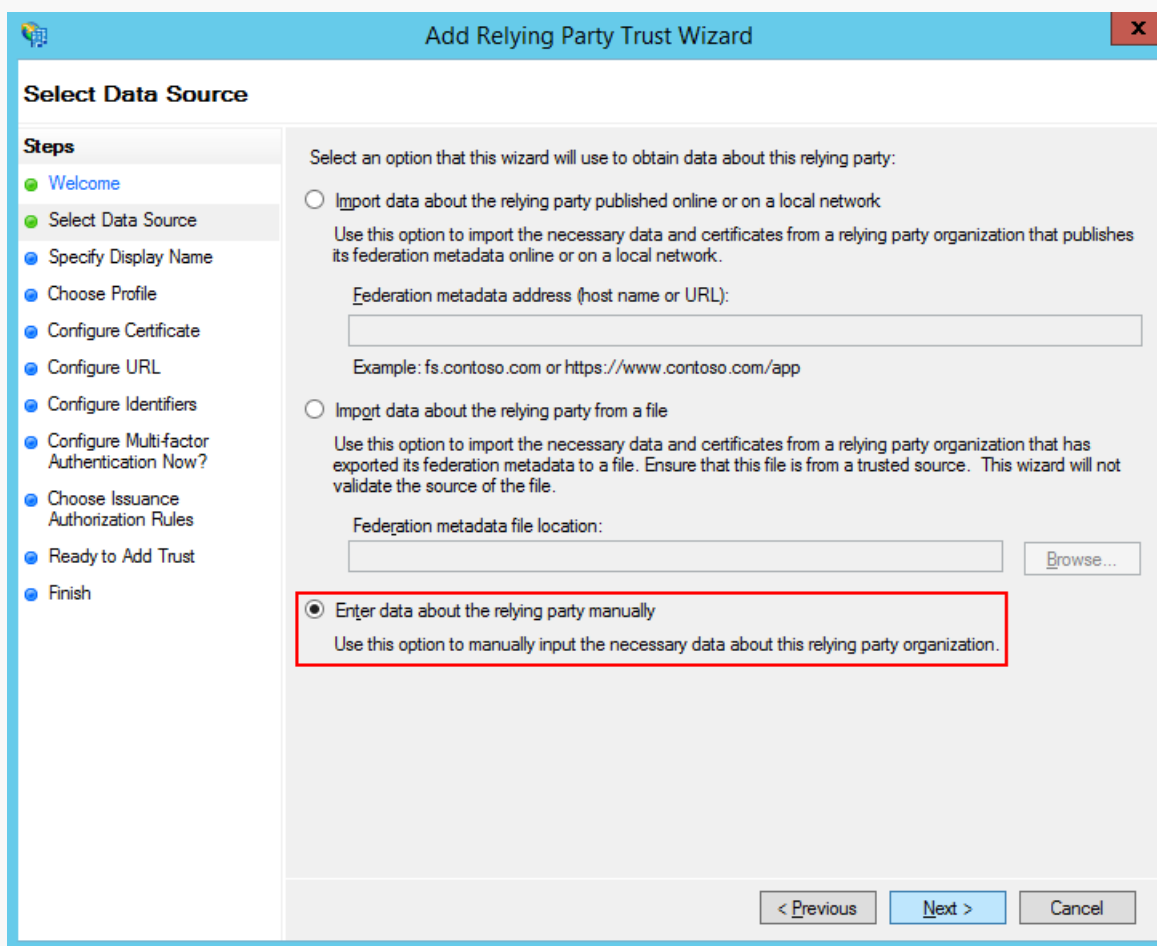 Add Relying Party Trust Wizard
x
Select Data Source
Steps
Welcome
Select Data Source
Specify Display Name
Choose Profile
Configure Certificate
Configure URL
Configure Identifiers
Configure Multi-factor
Authentication Now?
Choose Issuance
Authorization Rules
Ready to Add Trust
Finish
Select an option that this wizard will use to obtain data about this relying party:
Import data about the relying party published online or on a local network
Use this option to import the necessary data and certificates from a relying party organization that publishes
its federation metadata online or on a local network.
Federation metadata address (host name or URL):
Example: fs.contoso.com or https://www.contoso.com/app
Import data about the relying party from a file
Use this option to import the necessary data and certificates from a relying party organization that has
exported its federation metadata to a file. Ensure that this file is from a trusted source.  This wizard will not
validate the source of the file.
Federation metadata file location:
Browse...
Enter data about the relying party manually
Use this option to manually input the necessary data about this relying party organization.
< Previous
Next >
Cancel